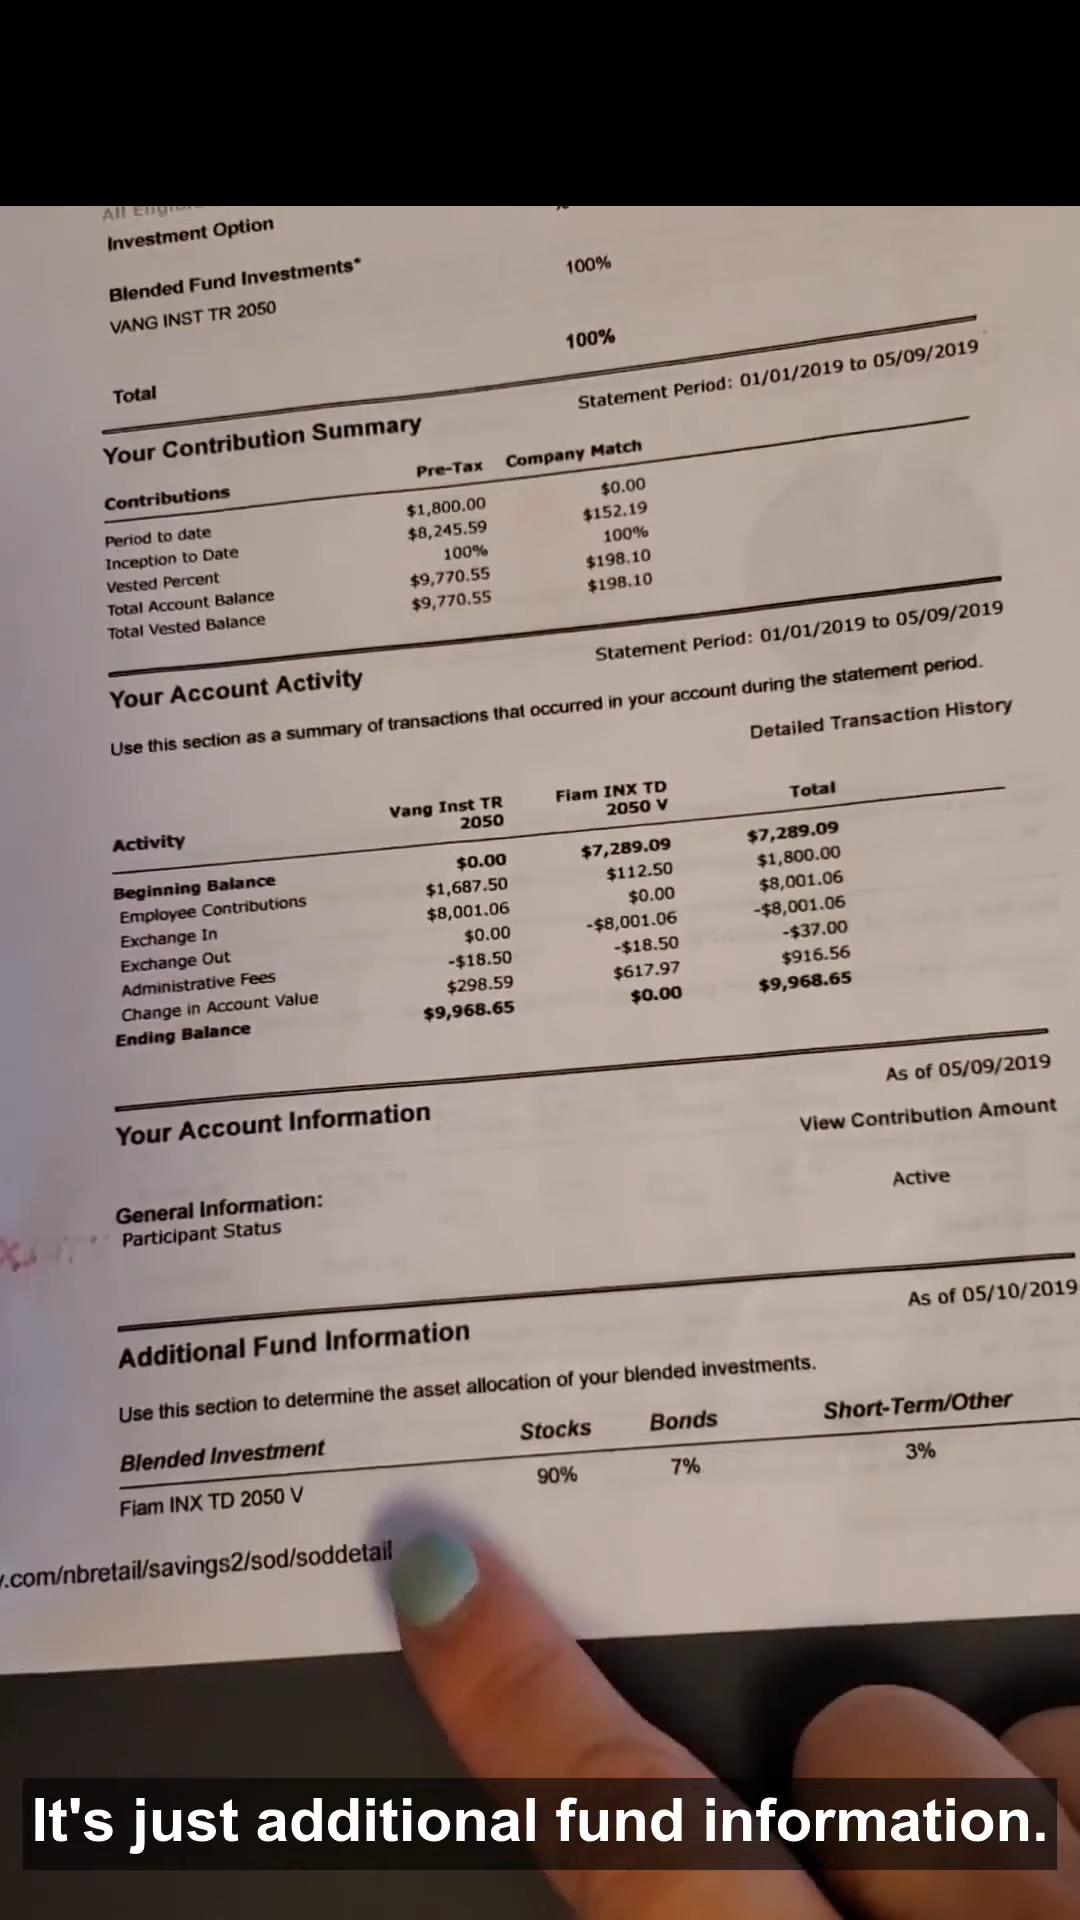 Investment Option
Blended Fund Investments* 100%
VANG INST TR 2050
Total 100%
Your Contribution Summary Statement Period: 01/01/2019 to 05/09/2019
Contributions Pre-Tax Company Match
Period to date $1,800.00 $0.00
Inception to Date $8,245.59 $152.19
Vested Percent 100% 100%
Total Account Balance $9,770.55 $198.10
Total Vested Balance $9,770.55 $198.10
Your Account Activity Statement Period: 01/01/2019 to 05/09/2019
Use this section as a summary of transactions that occurred in your account during the statement period.
Detailed Transaction History
Activity Vang Inst TR 2050 Fiam INX TD 2050 V Total
Beginning Balance $0.00 $7,289.09 $7,289.09
Employee Contributions $1,687.50 $112.50 $1,800.00
Exchange In $8,001.06 $0.00 $8,001.06
Exchange Out $0.00 -$8,001.06 -$8,001.06
Administrative Fees -$18.50 -$18.50 -$37.00
Change in Account Value $298.59 $617.97 $916.56
Ending Balance $9,968.65 $0.00 $9,968.65
Your Account Information As of 05/09/2019
View Contribution Amount
General Information:
Participant Status Active
Additional Fund Information As of 05/10/2019
Use this section to determine the asset allocation of your blended investments.
Blended Investment Stocks Bonds Short-Term/Other
Fiam INX TD 2050 V 90% 7% 3%
.com/nbretail/savings2/sod/soddetail
It's just additional fund information.